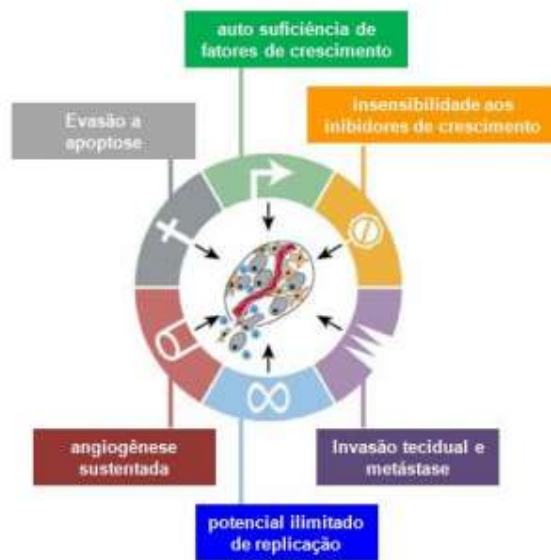 auto suficiência de
fatores de crescimento
Evasão a
apoptose
insensibilidade aos
inibidores de crescimento
angiogênese
sustentada
Invasão tecidual e
metástase
potencial ilimitado
de replicação